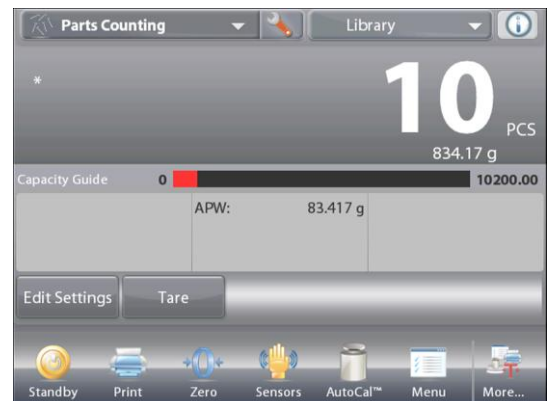 Parts Counting
Library
*
10
PCS
834.17 g
Capacity Guide 0 10200.00
APW: 83.417 g
Edit Settings Tare
Standby Print Zero Sensors AutoCal™ Menu More...